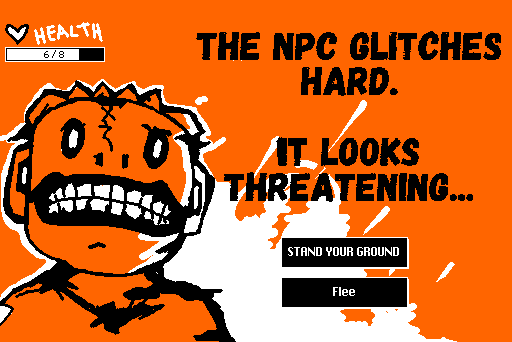 HEALTH
6/8
THE NPC GLITCHES
HARD.
IT LOOKS
THREATENING...
STAND YOUR GROUND
Flee